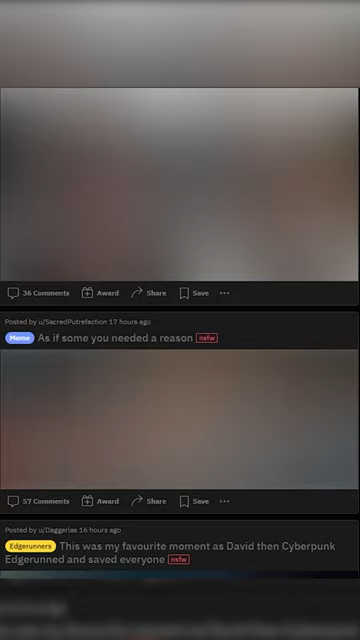 36 Comments Award Share Save
Posted by u/SacredPutrefaction 17 hours ago
Meme As if some you needed a reason nsfw
57 Comments Award Share Save
Posted by u/Daggerlas 16 hours ago
Edgerunners This was my favourite moment as David then Cyberpunk
Edgerunned and saved everyone nsfw